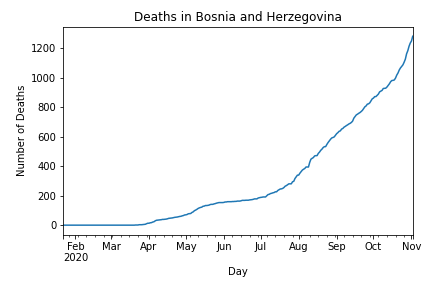 Deaths in Bosnia and Herzegovina
Number of Deaths
1200
1000
800
600
400
200
0
Feb Mar Apr May Jun Jul Aug Sep Oct Nov
2020
Day